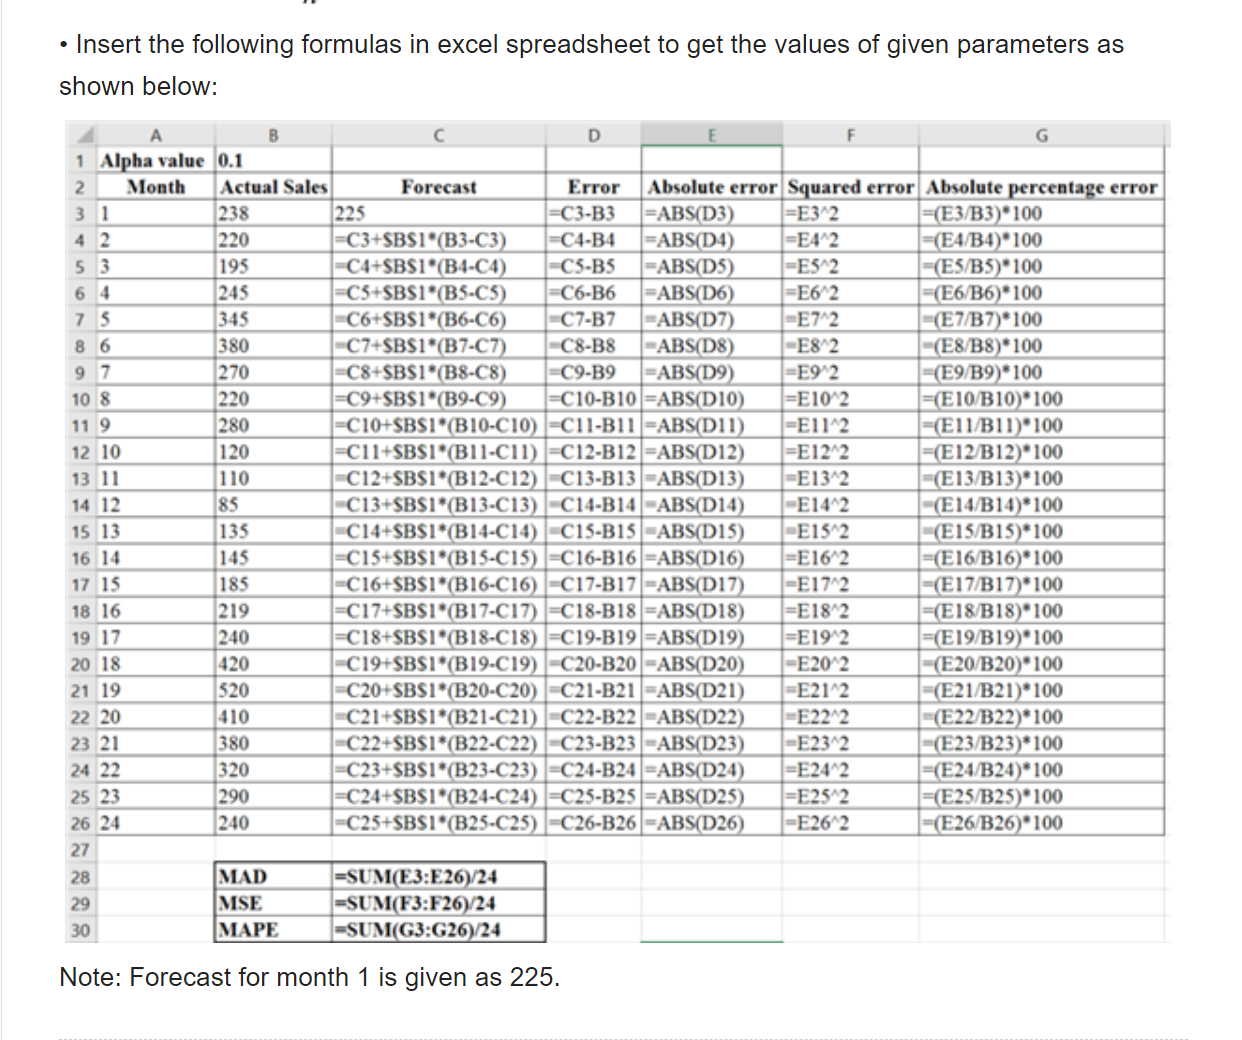 • Insert the following formulas in excel spreadsheet to get the values of given parameters as
shown below:
A B C D E F G
1 Alpha value 0.1
2 Month Actual Sales Forecast Error Absolute error Squared error Absolute percentage error
3 1 238 225 =C3-B3 =ABS(D3) =E3^2 =(E3/B3)*100
4 2 220 =C3+$B$1*(B3-C3) =C4-B4 =ABS(D4) =E4^2 =(E4/B4)*100
5 3 195 =C4+$B$1*(B4-C4) =C5-B5 =ABS(D5) =E5^2 =(E5/B5)*100
6 4 245 =C5+$B$1*(B5-C5) =C6-B6 =ABS(D6) =E6^2 =(E6/B6)*100
7 5 345 =C6+$B$1*(B6-C6) =C7-B7 =ABS(D7) =E7^2 =(E7/B7)*100
8 6 380 =C7+$B$1*(B7-C7) =C8-B8 =ABS(D8) =E8^2 =(E8/B8)*100
9 7 270 =C8+$B$1*(B8-C8) =C9-B9 =ABS(D9) =E9^2 =(E9/B9)*100
10 8 220 =C9+$B$1*(B9-C9) =C10-B10 =ABS(D10) =E10^2 =(E10/B10)*100
11 9 280 =C10+$B$1*(B10-C10) =C11-B11 =ABS(D11) =E11^2 =(E11/B11)*100
12 10 120 =C11+$B$1*(B11-C11) =C12-B12 =ABS(D12) =E12^2 =(E12/B12)*100
13 11 110 =C12+$B$1*(B12-C12) =C13-B13 =ABS(D13) =E13^2 =(E13/B13)*100
14 12 85 =C13+$B$1*(B13-C13) =C14-B14 =ABS(D14) =E14^2 =(E14/B14)*100
15 13 135 =C14+$B$1*(B14-C14) =C15-B15 =ABS(D15) =E15^2 =(E15/B15)*100
16 14 145 =C15+$B$1*(B15-C15) =C16-B16 =ABS(D16) =E16^2 =(E16/B16)*100
17 15 185 =C16+$B$1*(B16-C16) =C17-B17 =ABS(D17) =E17^2 =(E17/B17)*100
18 16 219 =C17+$B$1*(B17-C17) =C18-B18 =ABS(D18) =E18^2 =(E18/B18)*100
19 17 240 =C18+$B$1*(B18-C18) =C19-B19 =ABS(D19) =E19^2 =(E19/B19)*100
20 18 420 =C19+$B$1*(B19-C19) =C20-B20 =ABS(D20) =E20^2 =(E20/B20)*100
21 19 520 =C20+$B$1*(B20-C20) =C21-B21 =ABS(D21) =E21^2 =(E21/B21)*100
22 20 410 =C21+$B$1*(B21-C21) =C22-B22 =ABS(D22) =E22^2 =(E22/B22)*100
23 21 380 =C22+$B$1*(B22-C22) =C23-B23 =ABS(D23) =E23^2 =(E23/B23)*100
24 22 320 =C23+$B$1*(B23-C23) =C24-B24 =ABS(D24) =E24^2 =(E24/B24)*100
25 23 290 =C24+$B$1*(B24-C24) =C25-B25 =ABS(D25) =E25^2 =(E25/B25)*100
26 24 240 =C25+$B$1*(B25-C25) =C26-B26 =ABS(D26) =E26^2 =(E26/B26)*100
27
28 MAD =SUM(E3:E26)/24
29 MSE =SUM(F3:F26)/24
30 MAPE =SUM(G3:G26)/24
Note: Forecast for month 1 is given as 225.